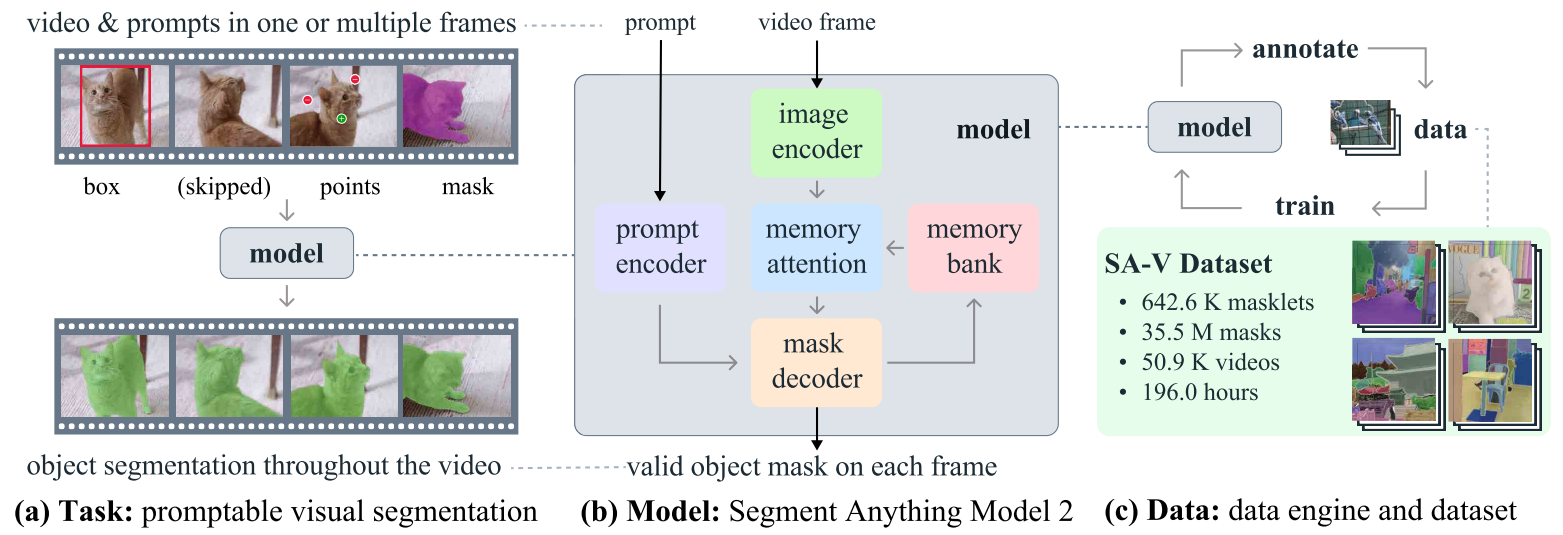 video & prompts in one or multiple frames
box
(skipped)
points
mask
model
object segmentation throughout the video
(a) Task: promptable visual segmentation
prompt
video frame
image
encoder
model
prompt
encoder
memory
attention
memory
bank
mask
decoder
valid object mask on each frame
(b) Model: Segment Anything Model 2
annotate
model
data
train
SA-V Dataset
• 642.6 K masklets
• 35.5 M masks
• 50.9 K videos
• 196.0 hours
VOGUE
2
(c) Data: data engine and dataset